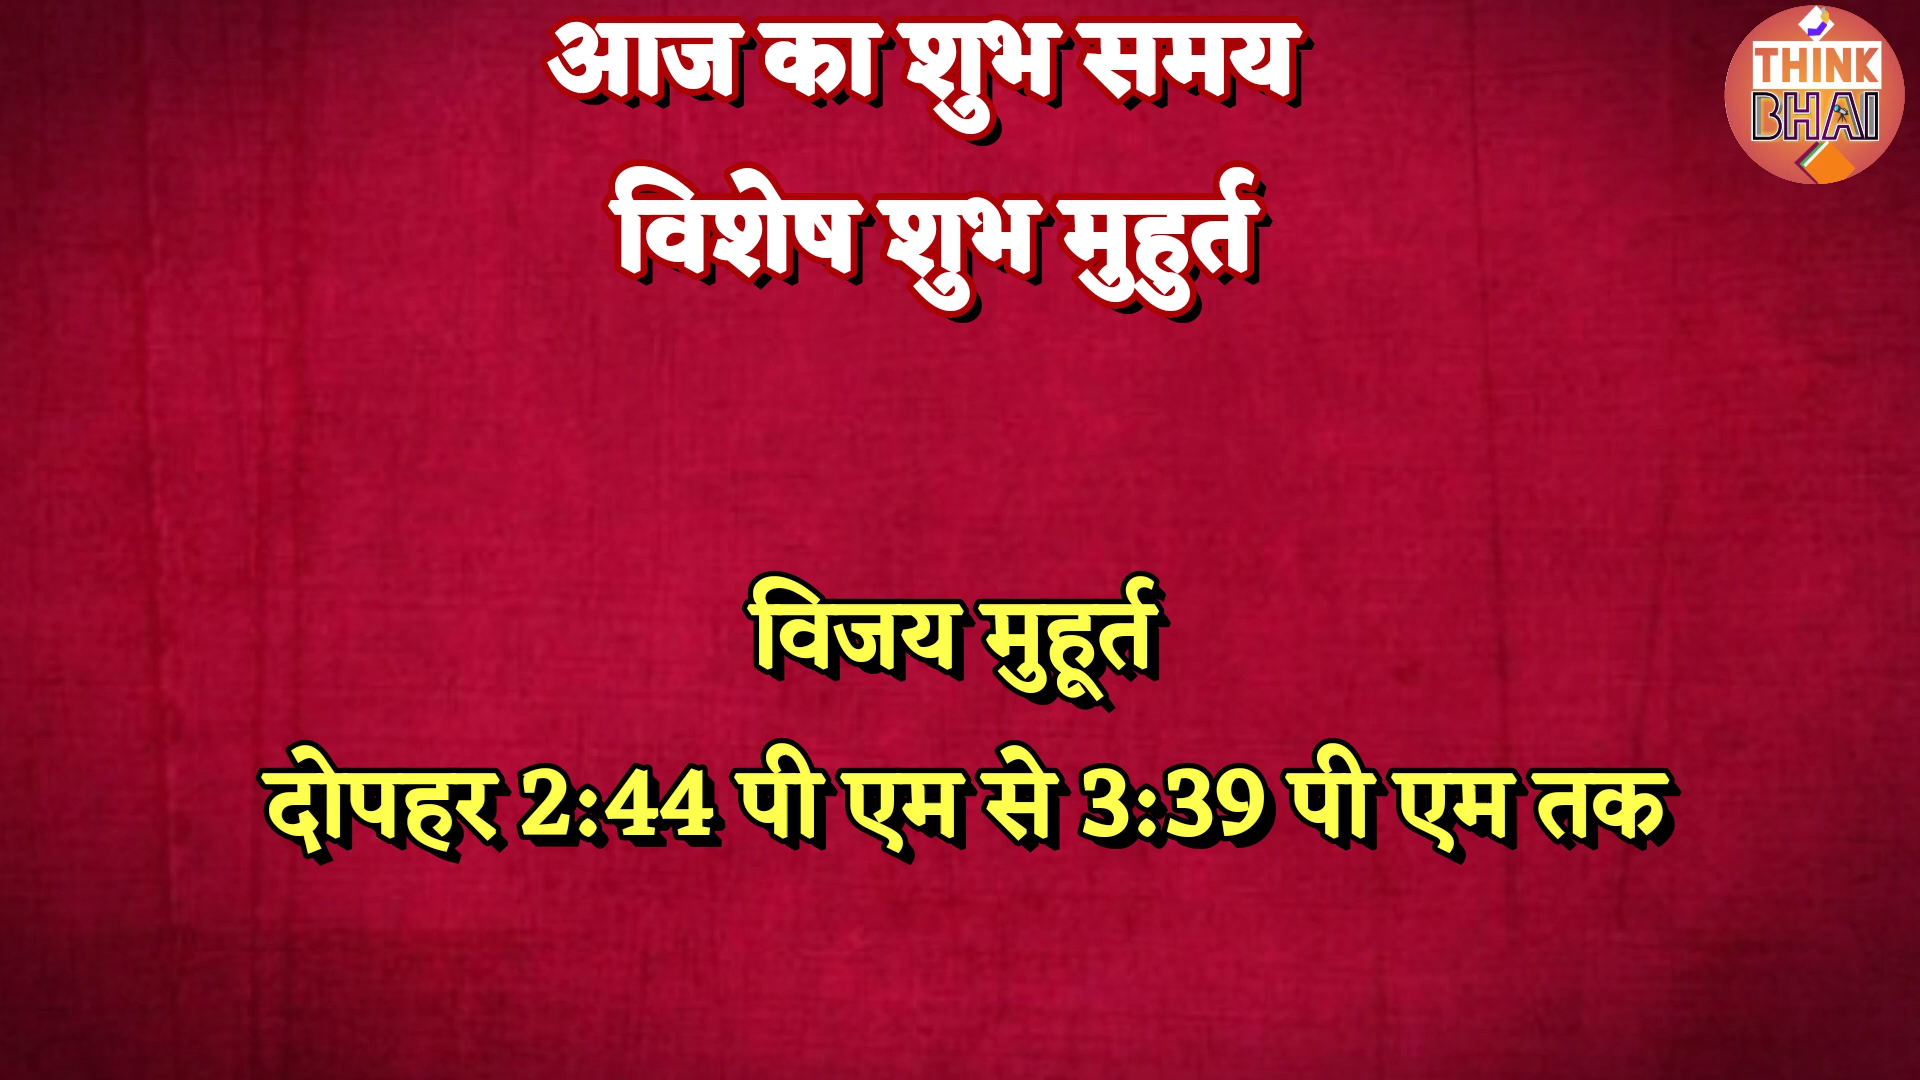 आज का शुभ समय
THINK
BHAI
विशेष शुभ मुहुर्त
विजय मुहूर्त
दोपहर 2:44 पी एम से 3:39 पी एम तक